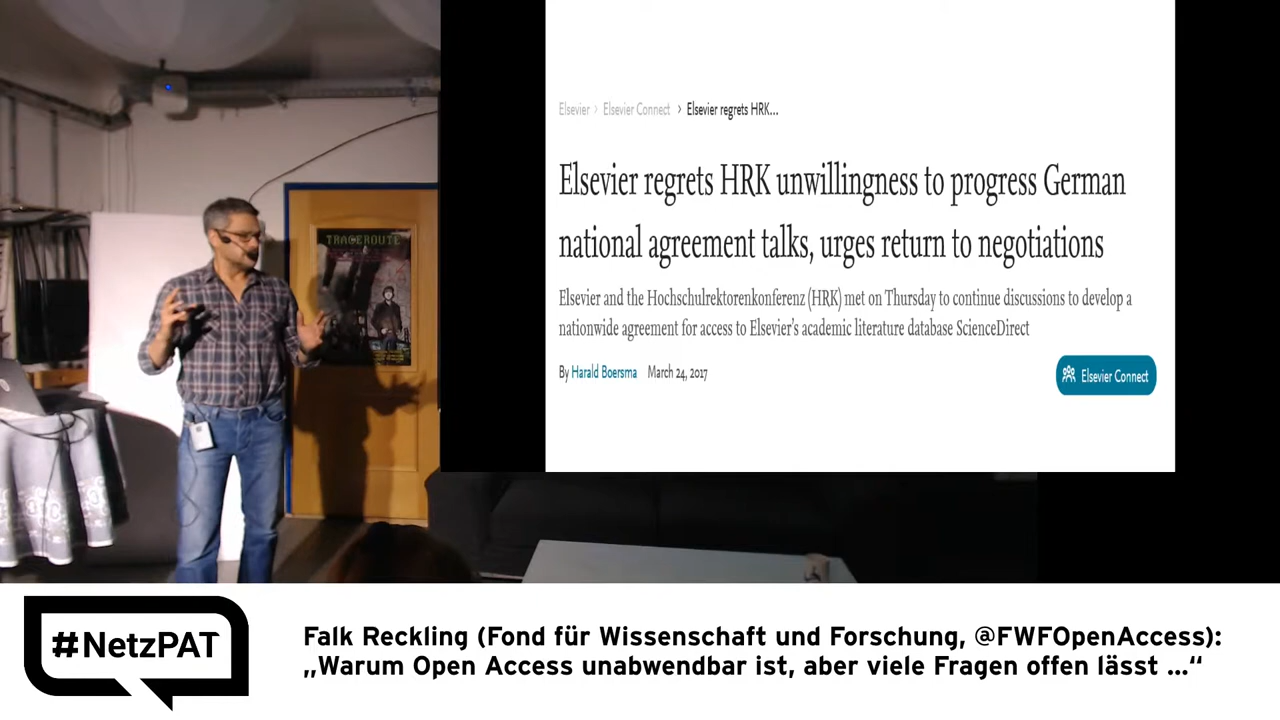 Elsevier > Elsevier Connect > Elsevier regrets HRK...
Elsevier regrets HRK unwillingness to progress German
national agreement talks, urges return to negotiations
Elsevier and the Hochschulrektorenkonferenz (HRK) met on Thursday to continue discussions to develop a
nationwide agreement for access to Elsevier's academic literature database ScienceDirect
By Harald Boersma March 24, 2017
Elsevier Connect
TRACEROUTE
#NetzPAT
Falk Reckling (Fond für Wissenschaft und Forschung, @FWFOpenAccess):
„Warum Open Access unabwendbar ist, aber viele Fragen offen lässt ...“